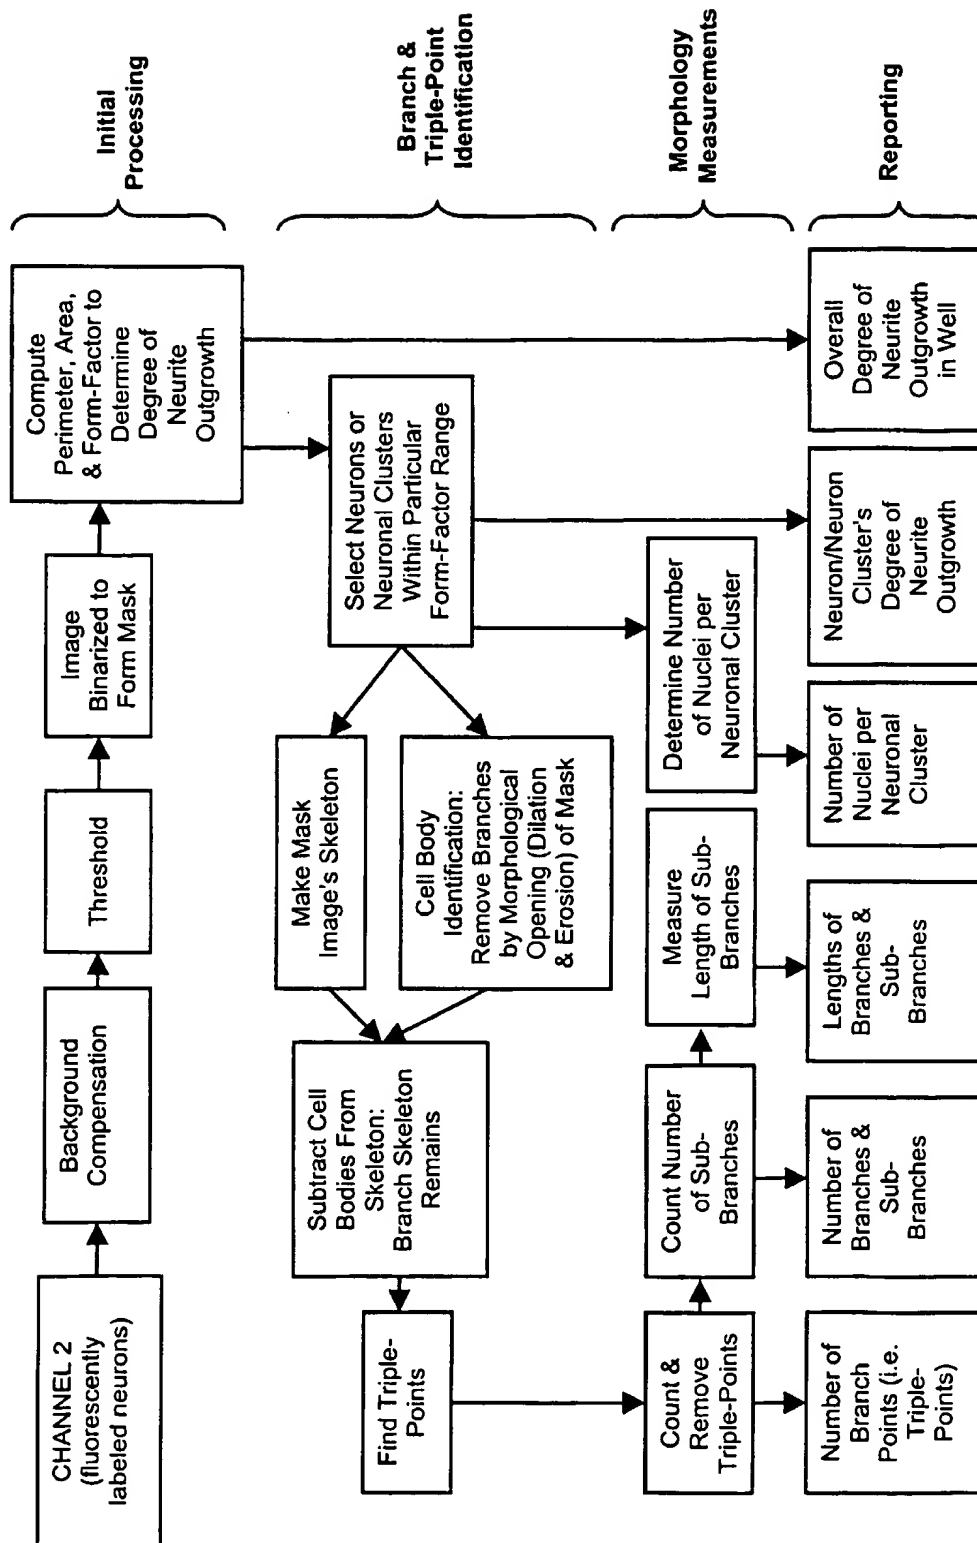 CHANNEL 2
(fluorescently
labeled neurons)
Background
Compensation
Threshold
Image
Binarized to
Form Mask
Compute
Perimeter, Area,
& Form-Factor to
Determine
Degree of
Neurite
Outgrowth
Initial
Processing
Find Triple-
Points
Subtract Cell
Bodies From
Skeleton:
Branch Skeleton
Remains
Make Mask
Image's Skeleton
Cell Body
Identification:
Remove Branches
by Morphological
Opening (Dilation
& Erosion) of Mask
Select Neurons or
Neuronal Clusters
Within Particular
Form-Factor Range
Branch &
Triple-Point
Identification
Count &
Remove
Triple-Points
Count Number
of Sub-
Branches
Measure
Length of Sub-
Branches
Determine Number
of Nuclei per
Neuronal Cluster
Morphology
Measurements
Number of
Branch
Points (i.e.
Triple-
Points)
Number of
Branches &
Sub-
Branches
Lengths of
Branches &
Sub-
Branches
Number of
Nuclei per
Neuronal
Cluster
Neuron/Neuron
Cluster's
Degree of
Neurite
Outgrowth
Overall
Degree of
Neurite
Outgrowth
in Well
Reporting